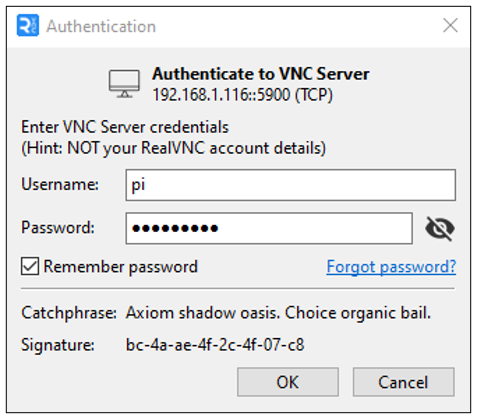 Authentication
Authenticate to VNC Server
192.168.1.116::5900 (TCP)
Enter VNC Server credentials
(Hint: NOT your RealVNC account details)
Username: pi
Password: •••••••••
Remember password Forgot password?
Catchphrase: Axiom shadow oasis. Choice organic bail.
Signature: bc-4a-ae-4f-2c-4f-07-c8
OK Cancel